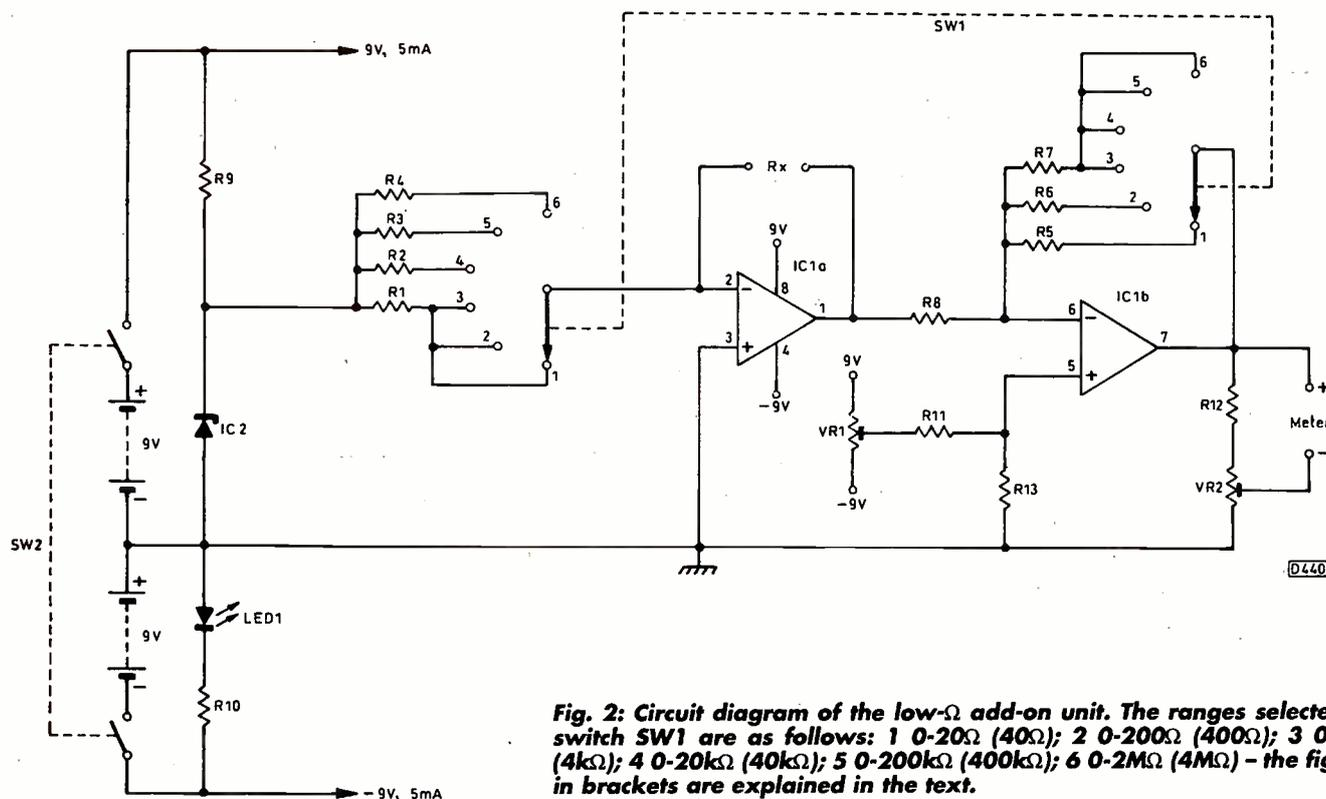 SW1
9V, 5mA
R9
R4
6
R3
5
R2
4
R1
3
2
1
IC2
+
9V
-
SW2
+
9V
-
LED1
R10
-9V, 5mA
Rx
9V
IC1a
2
-
8
1
3
+
4
-9V
6
5
4
R7
3
R6
2
R5
1
R8
IC1b
6
-
7
5
+
9V
VR1
R11
-9V
R13
R12
+
-
VR2
Fig. 2: Circuit diagram of the low-Ω add-on unit. The ranges
switch SW1 are as follows: 1 0-20Ω (40Ω); 2 0-200Ω (400Ω); 3
(4kΩ); 4 0-20kΩ (40kΩ); 5 0-200kΩ (400kΩ); 6 0-2MΩ (4MΩ) – the
in brackets are explained in the text.